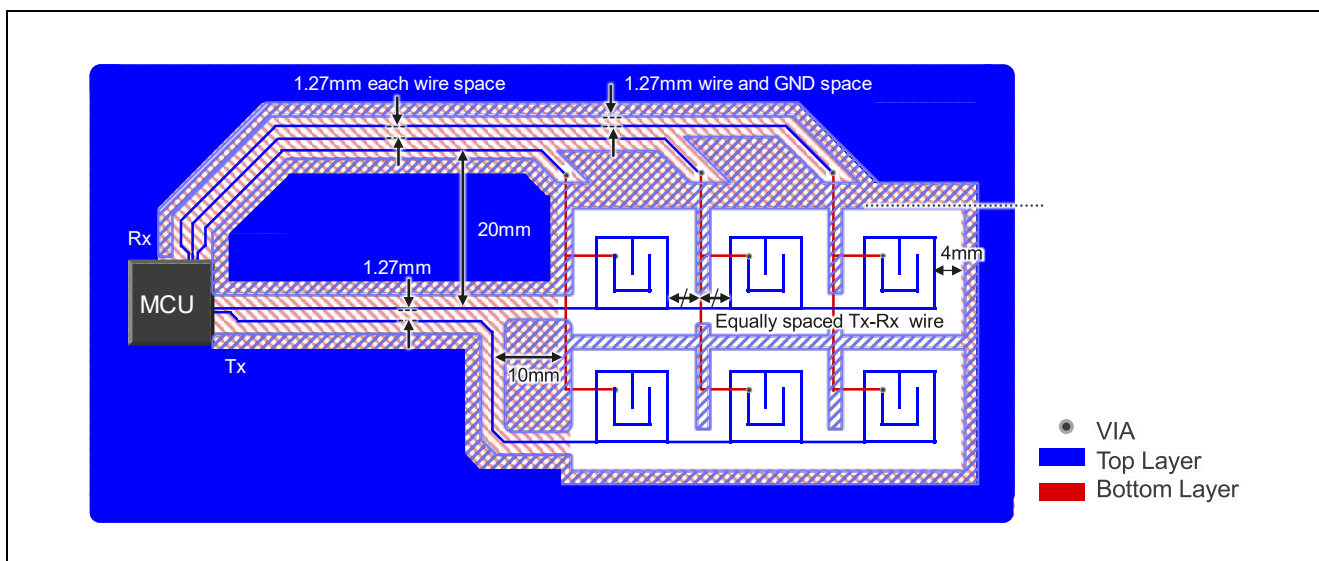 1.27mm each wire space
1.27mm wire and GND space
Rx
20mm
4mm
1.27mm
MCU
Equally spaced Tx-Rx wire
Tx
10mm
VIA
Top Layer
Bottom Layer